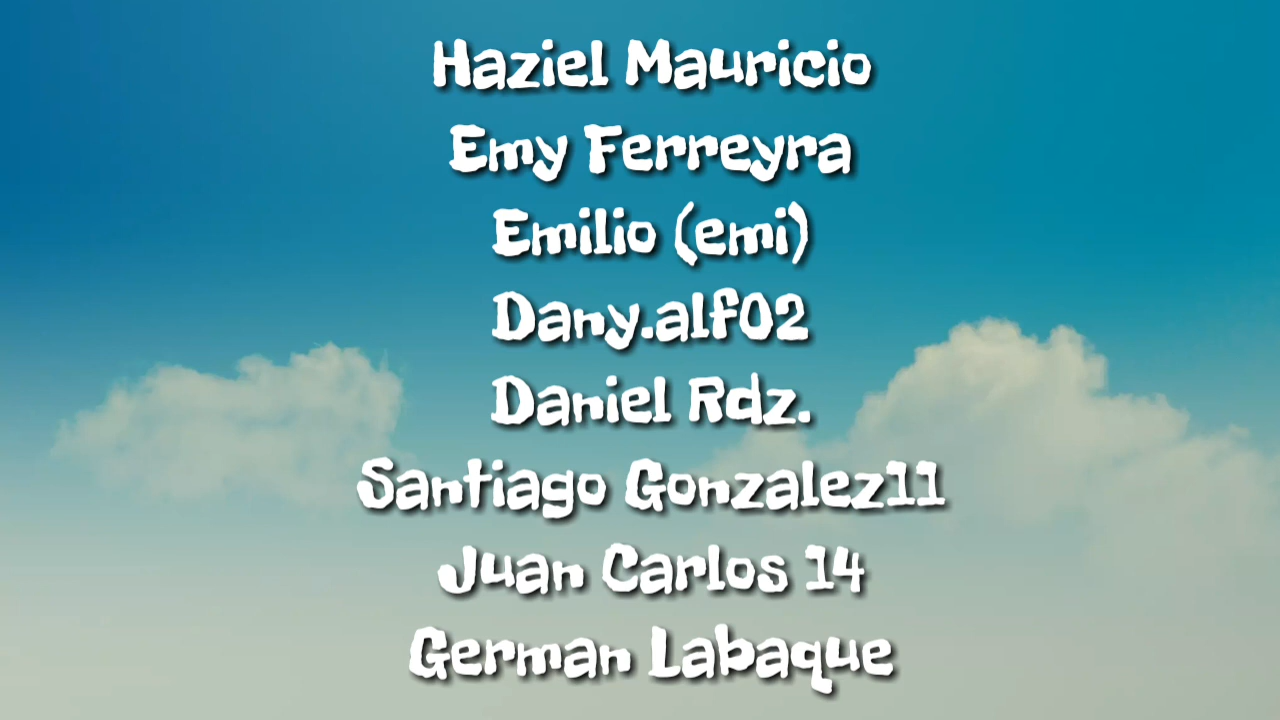 Haziel Mauricio
Emy Ferreyra
Emilio (emi)
Dany.alf02
Daniel Rdz.
Santiago Gonzalez11
Juan Carlos 14
German Labaque